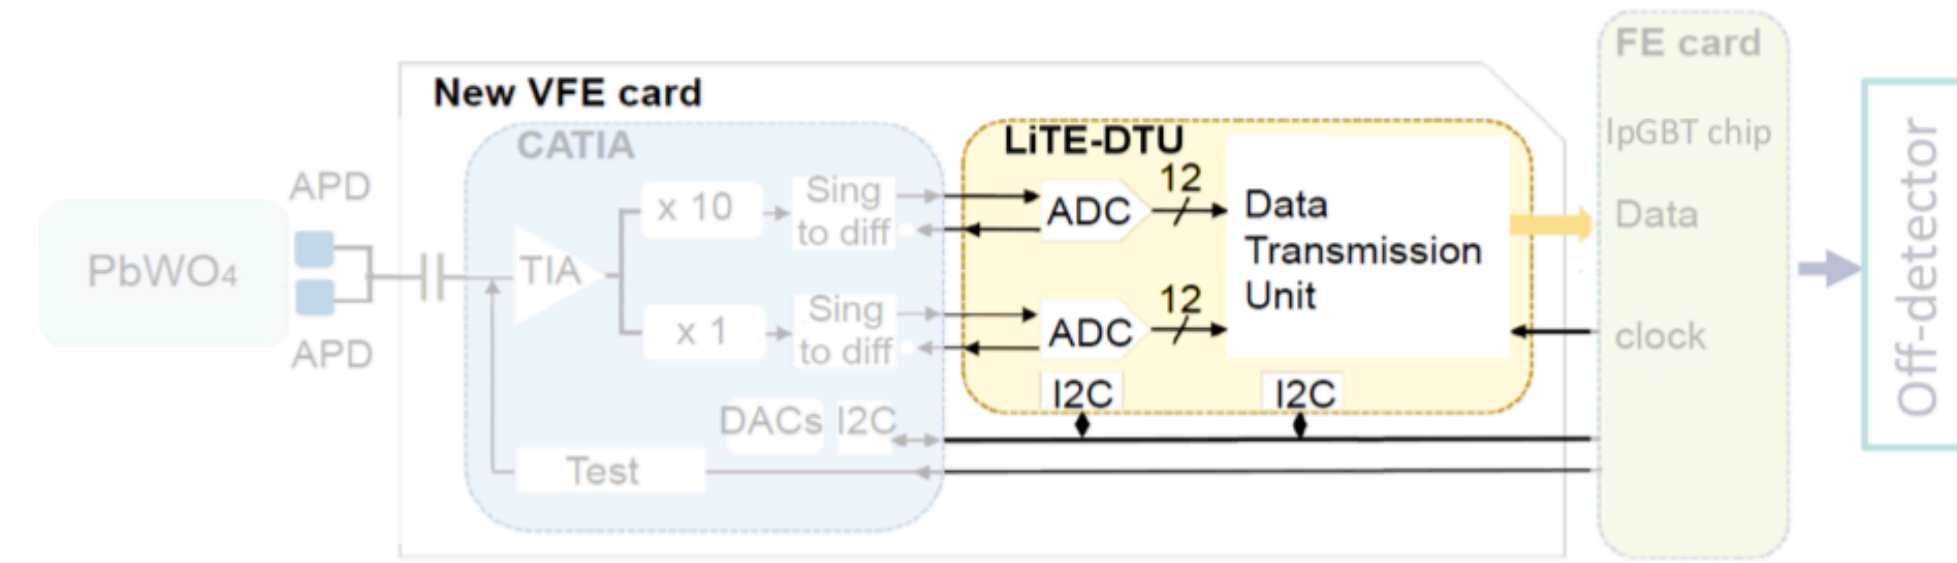 New VFE card
PbWO4
APD
APD
CATIA
TIA
x 10
x 1
Sing
to diff
Sing
to diff
DACs
I2C
Test
LiTE-DTU
ADC
12
ADC
12
Data
Transmission
Unit
I2C
I2C
FE card
lpGBT chip
Data
clock
Off-detector